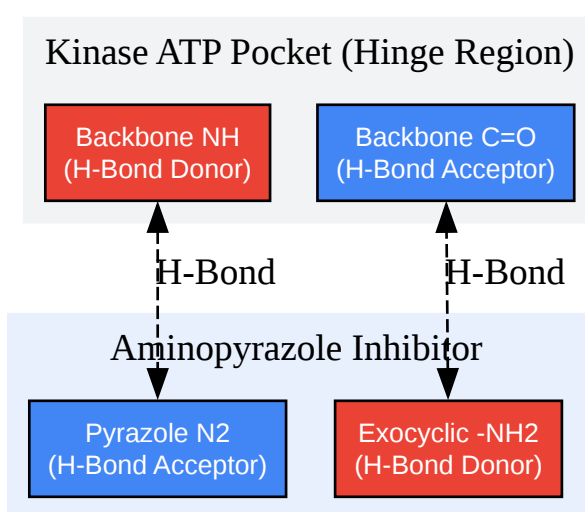 Kinase ATP Pocket (Hinge Region)
Backbone NH
(H-Bond Donor)
Backbone C=O
(H-Bond Acceptor)
H-Bond
H-Bond
Aminopyrazole Inhibitor
Pyrazole N2
(H-Bond Acceptor)
Exocyclic -NH2
(H-Bond Donor)